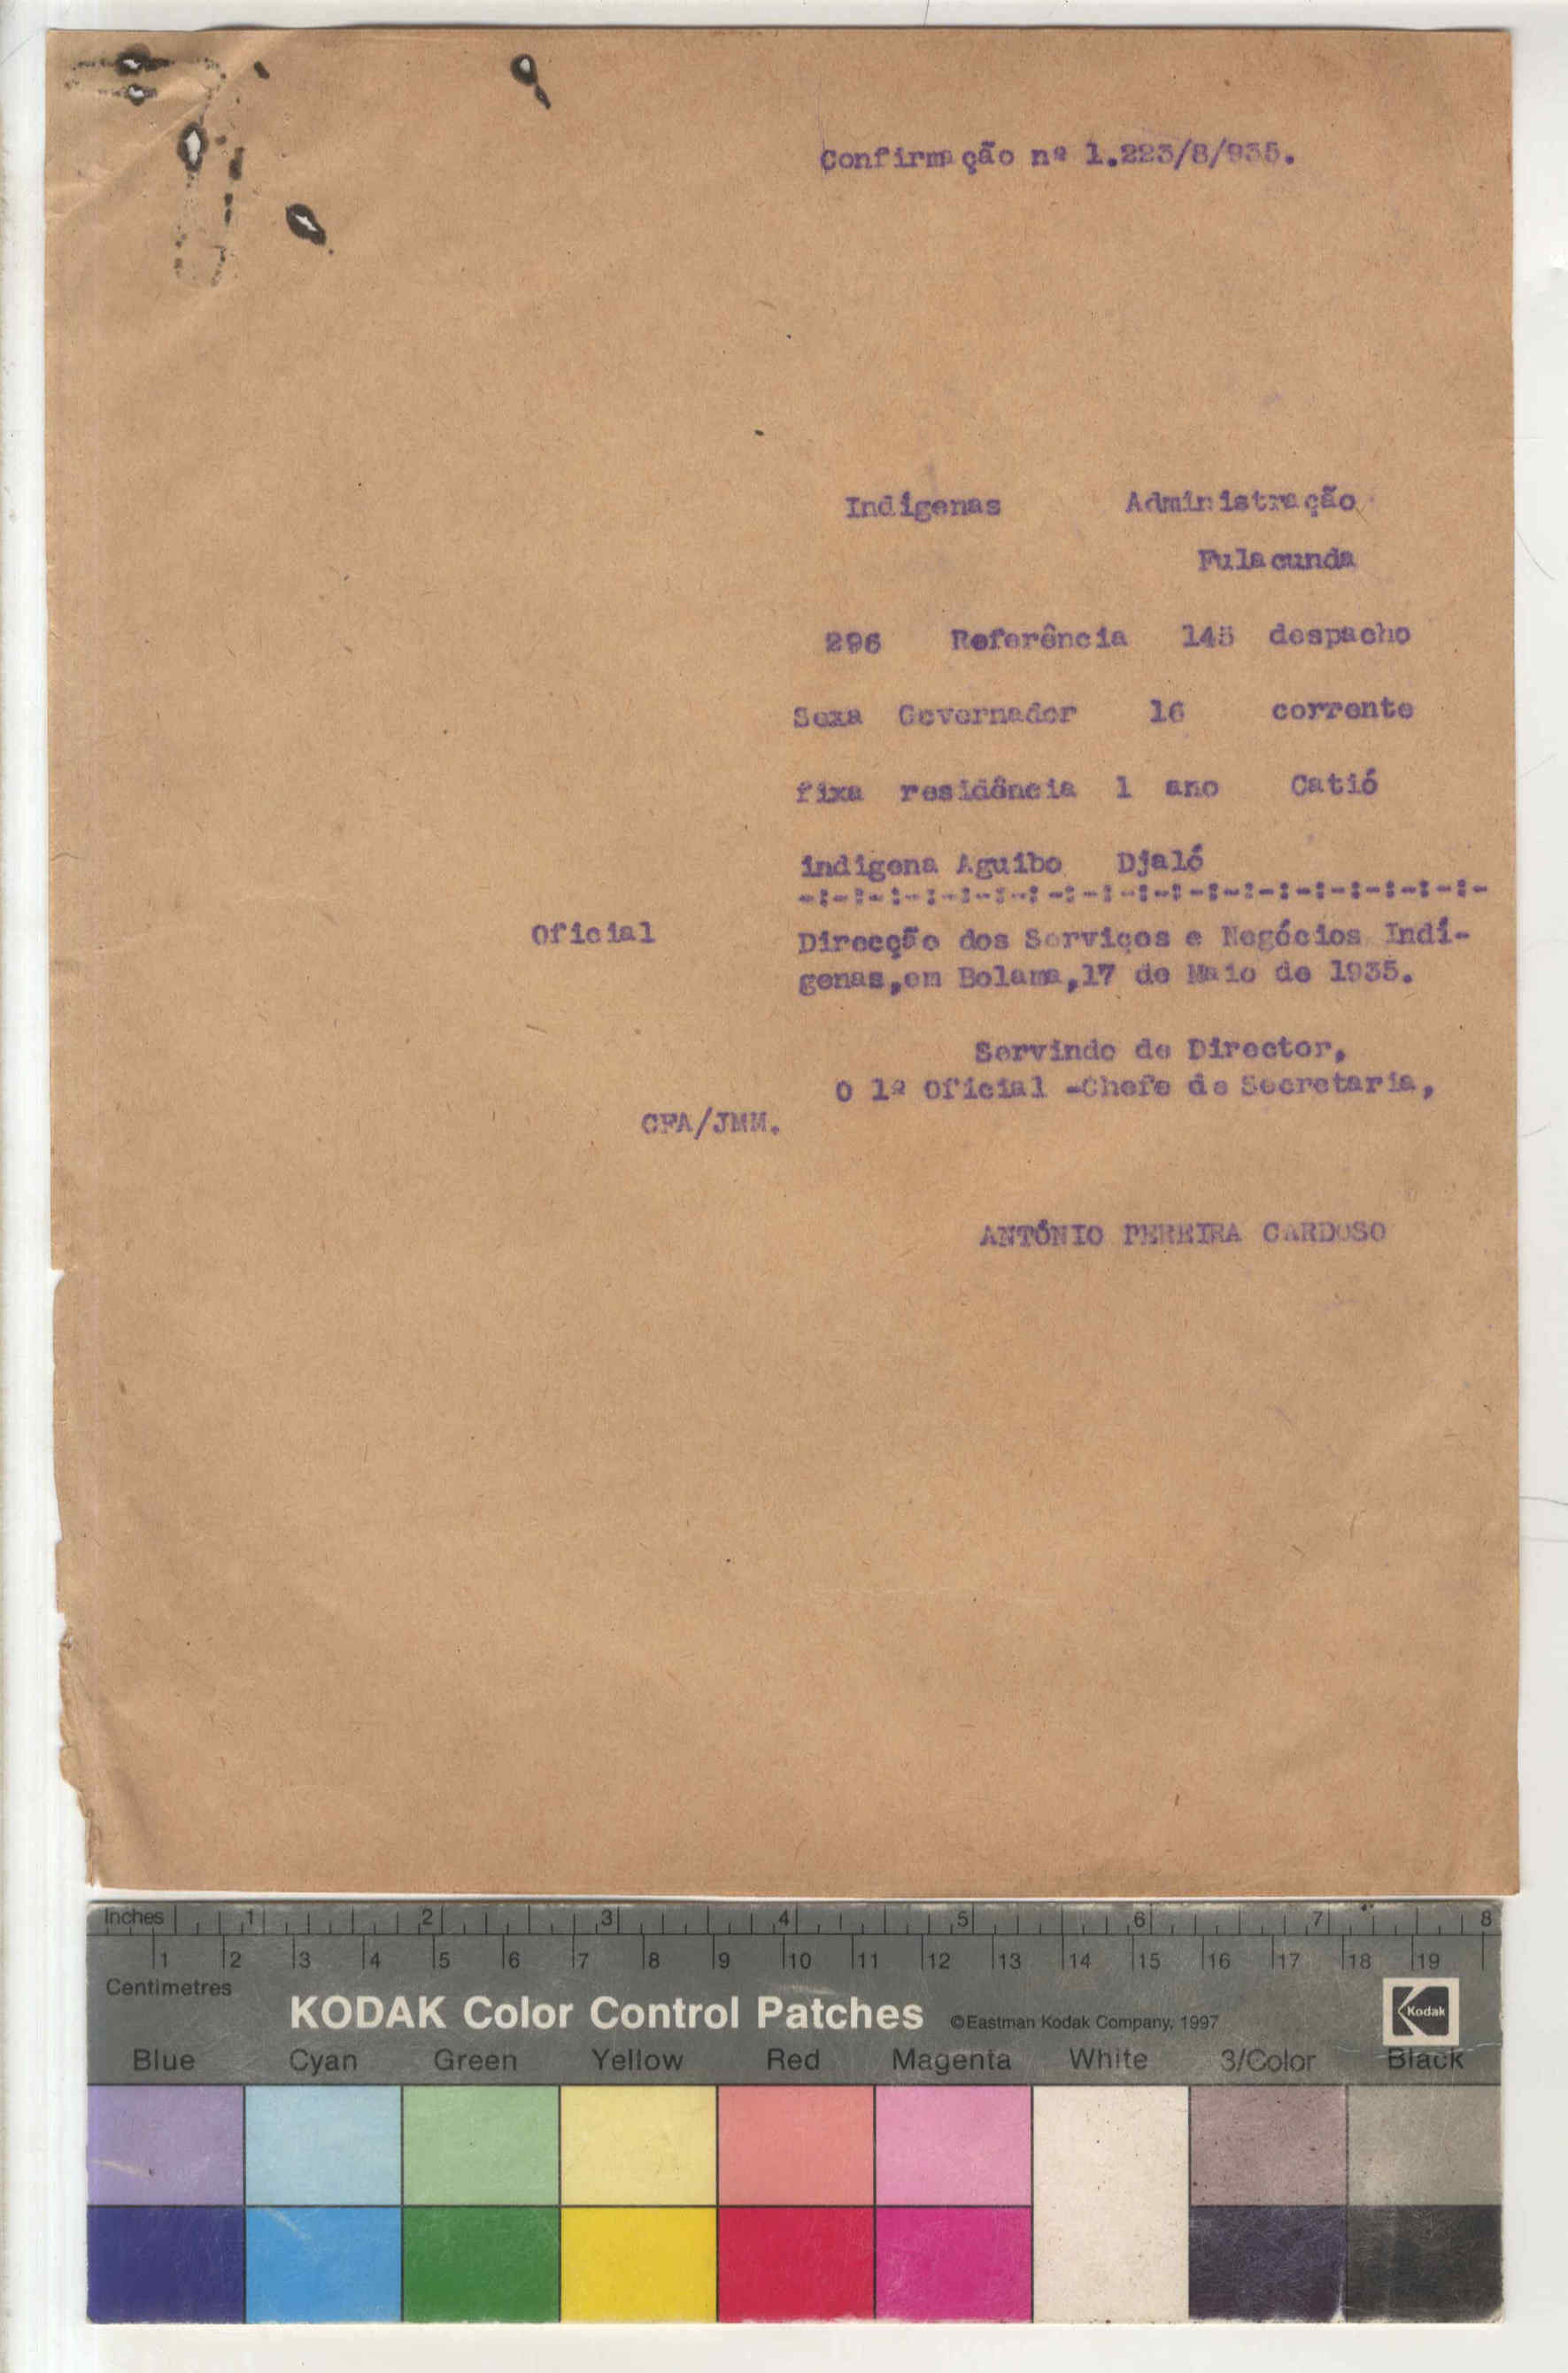 Confirmação nº 1.223/8/935.
Indígenas Administração
Fulacunda
296 Referência 145 despacho
Sexa Governador 16 corrente
fixa residência 1 ano Catió
indigena Aguibo Djaló
-:-:-:-:-:-:-:-:-:-:-:-:-:-:-:-:-:-:-:-
Oficial
Direcção dos Serviços e Negócios Indí-
genas,em Bolama,17 de Maio de 1935.
Servindo de Director,
O 1º Oficial -Chefe de Secretaria,
CFA/JMM.
ANTÓNIO PEREIRA CARDOSO
Inches 1 2 3 4 5 6 7 8
1 2 3 4 5 6 7 8 9 10 11 12 13 14 15 16 17 18 19
Centimetres
KODAK Color Control Patches ©Eastman Kodak Company, 1997 Kodak
Blue Cyan Green Yellow Red Magenta White 3/Color Black